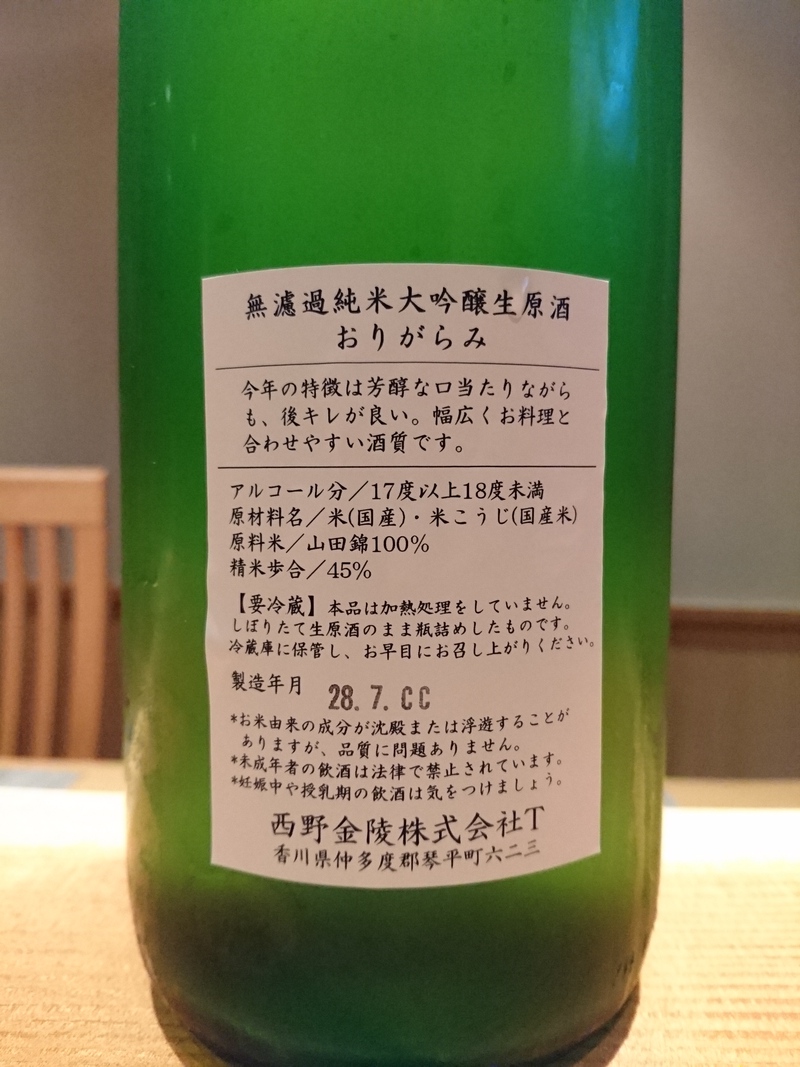 無濾過純米大吟醸生原酒
おりがらみ
今年の特徴は芳醇な口当たりながら
も、後キレが良い。幅広くお料理と
合わせやすい酒質です。
アルコール分／17度以上18度未満
原材料名／米(国産)・米こうじ(国産米)
原料米／山田錦100%
精米歩合／45%
【要冷蔵】本品は加熱処理をしていません。
しぼりたて生原酒のまま瓶詰めしたものです。
冷蔵庫に保管し、お早目にお召し上がりください。
製造年月 28.7.CC
*お米由来の成分が沈殿または浮遊することが
ありますが、品質に問題ありません。
*未成年者の飲酒は法律で禁止されています。
*妊娠中や授乳期の飲酒は気をつけましょう。
西野金陵株式会社T
香川県仲多度郡琴平町六二三